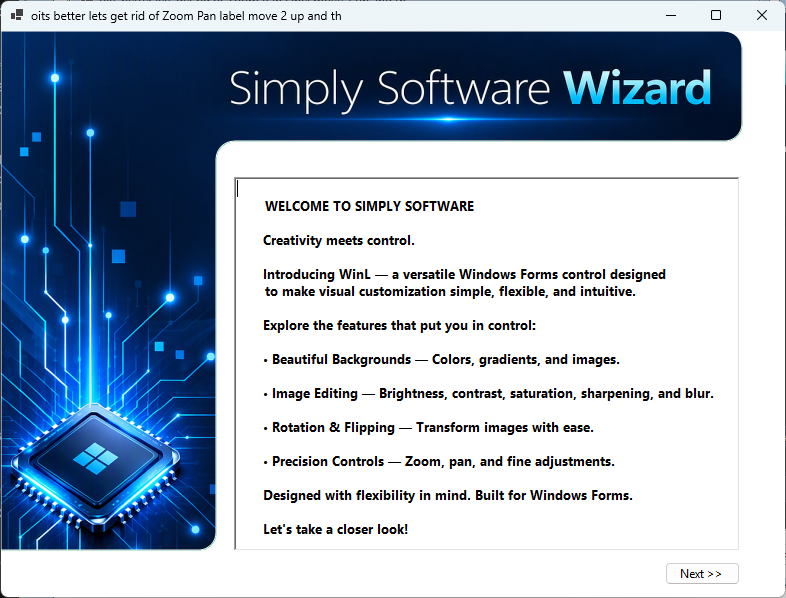 oits better lets get rid of Zoom Pan label move 2 up and th
Simply Software Wizard
WELCOME TO SIMPLY SOFTWARE
Creativity meets control.
Introducing WinL — a versatile Windows Forms control designed
to make visual customization simple, flexible, and intuitive.
Explore the features that put you in control:
• Beautiful Backgrounds — Colors, gradients, and images.
• Image Editing — Brightness, contrast, saturation, sharpening, and blur.
• Rotation & Flipping — Transform images with ease.
• Precision Controls — Zoom, pan, and fine adjustments.
Designed with flexibility in mind. Built for Windows Forms.
Let's take a closer look!
Next >>